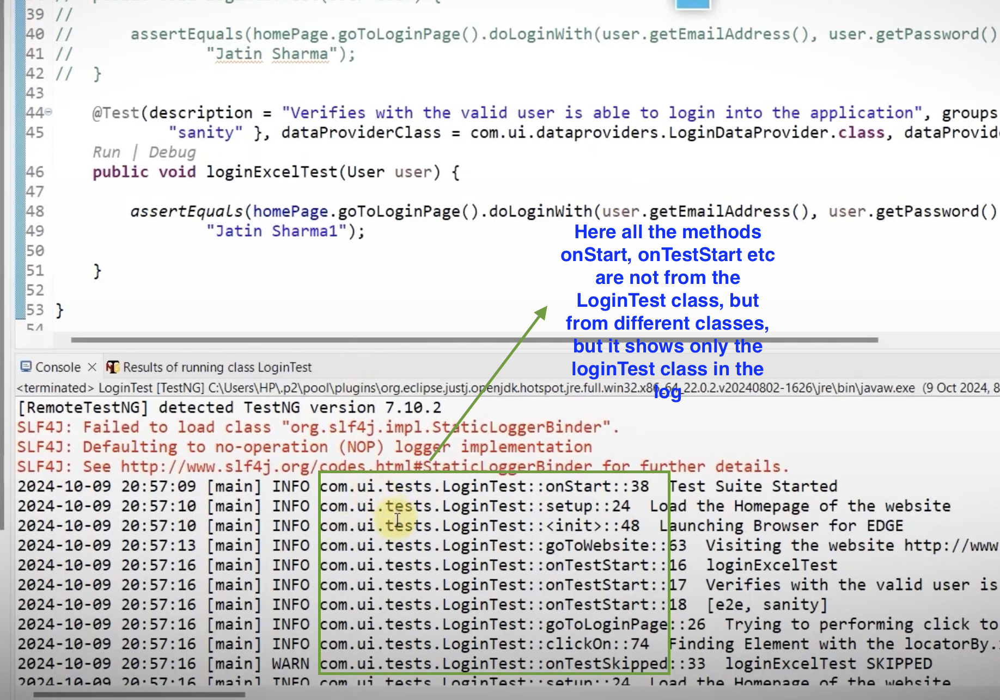 39 //
40 //      assertEquals(homePage.goToLoginPage().doLoginWith(user.getEmailAddress(), user.getPassword()
41 //              "Jatin Sharma");
42 //  }
43
44    @Test(description = "Verifies with the valid user is able to login into the application", groups
45            "sanity" }, dataProviderClass = com.ui.dataproviders.LoginDataProvider.class, dataProvid
Run | Debug
46    public void loginExcelTest(User user) {
47
48        assertEquals(homePage.goToLoginPage().doLoginWith(user.getEmailAddress(), user.getPassword()
49                "Jatin Sharma1");
50
51    }
52
53 }
54
Here all the methods
onStart, onTestStart etc
are not from the
LoginTest class, but
from different classes,
but it shows only the
loginTest class in the
log
Console Results of running class LoginTest
<terminated> LoginTest [TestNG] C:\Users\HP\.p2\pool\plugins\org.eclipse.justj.openjdk.hotspot.jre.full.win32.x86_64_22.0.2.v20240802-1626\jre\bin\javaw.exe (9 Oct 2024, 8
[RemoteTestNG] detected TestNG version 7.10.2
SLF4J: Failed to load class "org.slf4j.impl.StaticLoggerBinder".
SLF4J: Defaulting to no-operation (NOP) logger implementation
SLF4J: See http://www.slf4j.org/codes.html#StaticLoggerBinder for further details.
2024-10-09 20:57:09 [main] INFO com.ui.tests.LoginTest::onStart::38  Test Suite Started
2024-10-09 20:57:10 [main] INFO com.ui.tests.LoginTest::setup::24  Load the Homepage of the website
2024-10-09 20:57:10 [main] INFO com.ui.tests.LoginTest::<init>::48  Launching Browser for EDGE
2024-10-09 20:57:13 [main] INFO com.ui.tests.LoginTest::goToWebsite::63  Visiting the website http://www
2024-10-09 20:57:16 [main] INFO com.ui.tests.LoginTest::onTestStart::16  loginExcelTest
2024-10-09 20:57:16 [main] INFO com.ui.tests.LoginTest::onTestStart::17  Verifies with the valid user is
2024-10-09 20:57:16 [main] INFO com.ui.tests.LoginTest::onTestStart::18  [e2e, sanity]
2024-10-09 20:57:16 [main] INFO com.ui.tests.LoginTest::goToLoginPage::26  Trying to performing click to
2024-10-09 20:57:16 [main] INFO com.ui.tests.LoginTest::clickOn::74  Finding Element with the locatorBy.
2024-10-09 20:57:16 [main] WARN com.ui.tests.LoginTest::onTestSkipped::33  loginExcelTest SKIPPED
2024-10-09 20:57:16 [main] INFO com.ui.tests.LoginTest::setup::24  Load the Homepage of the website